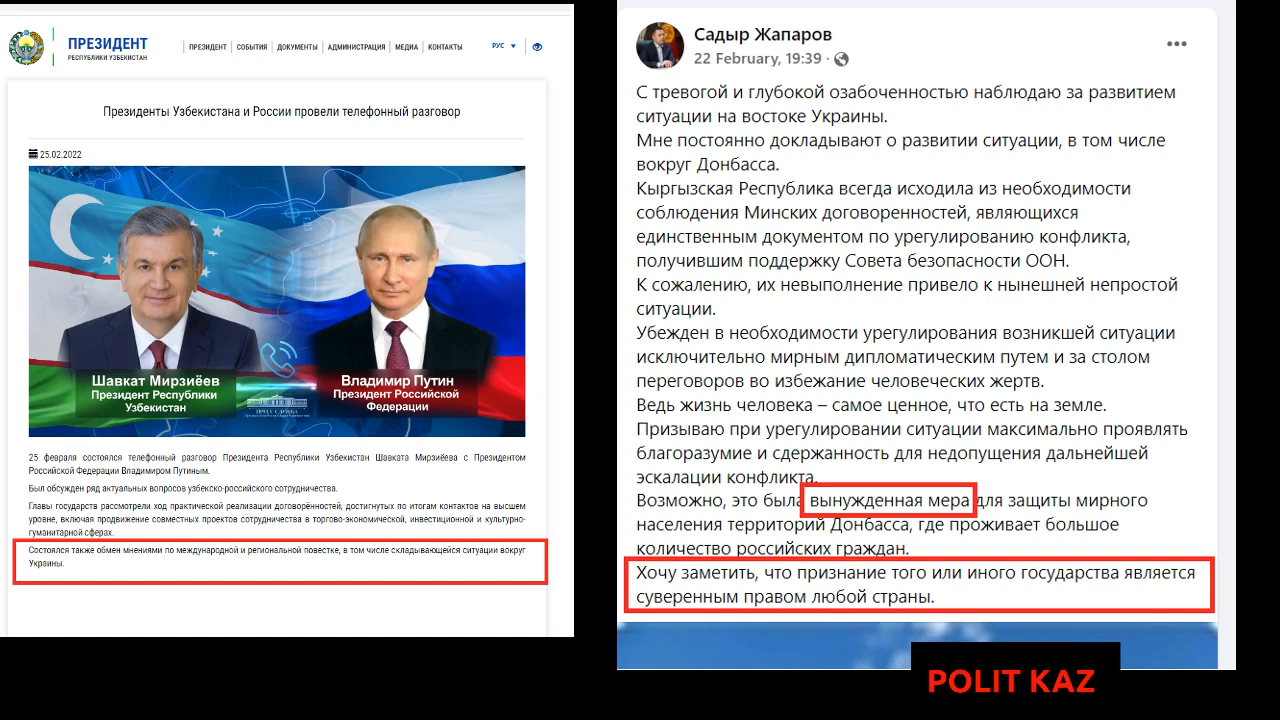 ПРЕЗИДЕНТ
РЕСПУБЛИКИ УЗБЕКИСТАН
ПРЕЗИДЕНТ СОБЫТИЯ ДОКУМЕНТЫ АДМИНИСТРАЦИЯ МЕДИА КОНТАКТЫ
РУС
Президенты Узбекистана и России провели телефонный разговор
25.02.2022
Шавкат Мирзиёев
Президент Республики
Узбекистан
Владимир Путин
Президент Российской
Федерации
ПРЕСС СЛУЖБА
25 февраля состоялся телефонный разговор Президента Республики Узбекистан Шавката Мирзиёева с Президентом
Российской Федерации Владимиром Путиным.
Был обсужден ряд актуальных вопросов узбекско-российского сотрудничества.
Главы государств рассмотрели ход практической реализации договорённостей, достигнутых по итогам контактов на высшем
уровне, включая продвижение совместных проектов сотрудничества в торгово-экономической, инвестиционной и культурно-
гуманитарной сферах.
Состоялся также обмен мнениями по международной и региональной повестке, в том числе складывающейся ситуации вокруг
Украины.
Садыр Жапаров
22 February, 19:39 ·
С тревогой и глубокой озабоченностью наблюдаю за развитием
ситуации на востоке Украины.
Мне постоянно докладывают о развитии ситуации, в том числе
вокруг Донбасса.
Кыргызская Республика всегда исходила из необходимости
соблюдения Минских договоренностей, являющихся
единственным документом по урегулированию конфликта,
получившим поддержку Совета безопасности ООН.
К сожалению, их невыполнение привело к нынешней непростой
ситуации.
Убежден в необходимости урегулирования возникшей ситуации
исключительно мирным дипломатическим путем и за столом
переговоров во избежание человеческих жертв.
Ведь жизнь человека – самое ценное, что есть на земле.
Призываю при урегулировании ситуации максимально проявлять
благоразумие и сдержанность для недопущения дальнейшей
эскалации конфликта.
Возможно, это была вынужденная мера для защиты мирного
населения территорий Донбасса, где проживает большое
количество российских граждан.
Хочу заметить, что признание того или иного государства является
суверенным правом любой страны.
POLIT KAZ